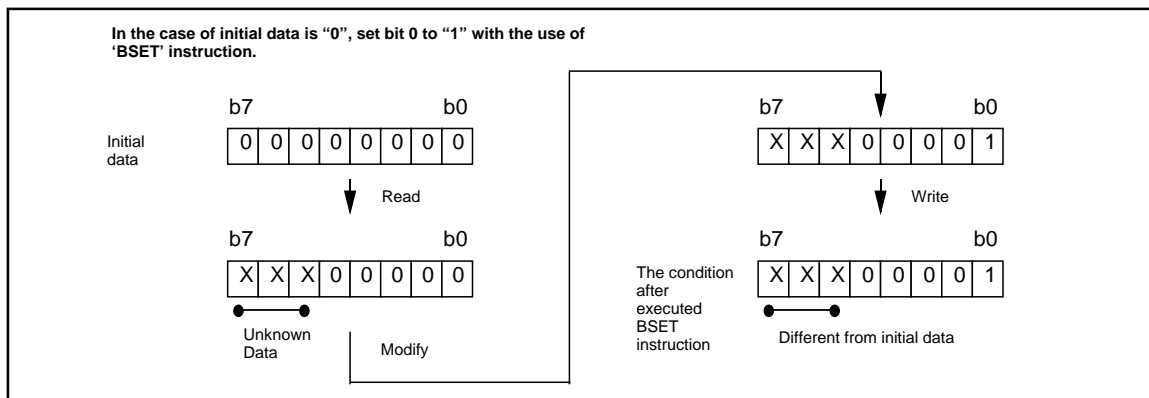 In the case of initial data is “0”, set bit 0 to “1” with the use of
‘BSET’ instruction.
b7 b0
Initial
data
0 0 0 0 0 0 0 0
Read
b7 b0
X X X 0 0 0 0 0
Unknown
Data
Modify
b7 b0
X X X 0 0 0 0 1
Write
b7 b0
The condition
after
executed
BSET
instruction
X X X 0 0 0 0 1
Different from initial data